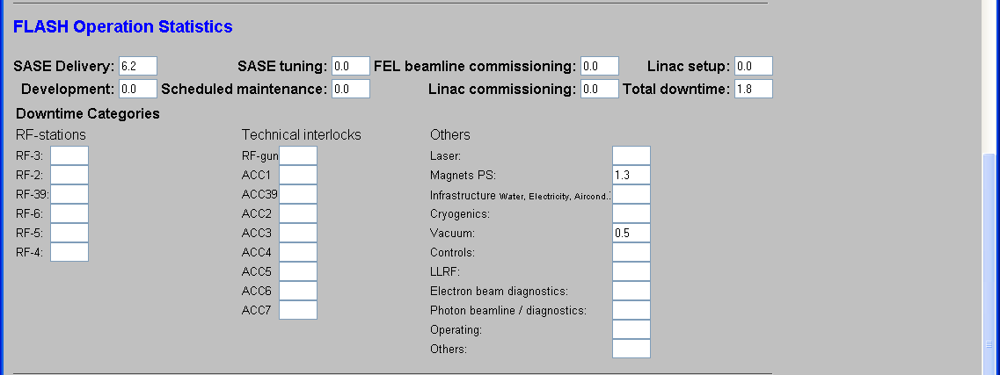 FLASH Operation Statistics
SASE Delivery: 6.2 SASE tuning: 0.0 FEL beamline commissioning: 0.0 Linac setup: 0.0
Development: 0.0 Scheduled maintenance: 0.0 Linac commissioning: 0.0 Total downtime: 1.8
Downtime Categories
RF-stations Technical interlocks Others
RF-3: RF-gun Laser:
RF-2: ACC1 Magnets PS: 1.3
RF-39: ACC39 Infrastructure Water, Electricity, Aircond.:
RF-6: ACC2 Cryogenics:
RF-5: ACC3 Vacuum: 0.5
RF-4: ACC4 Controls:
ACC5 LLRF:
ACC6 Electron beam diagnostics:
ACC7 Photon beamline / diagnostics:
Operating:
Others: